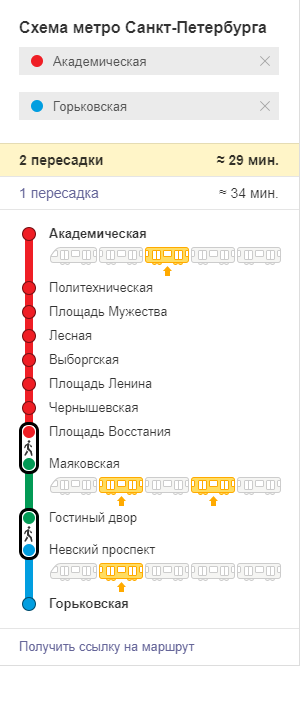 Схема метро Санкт-Петербурга
Академическая
Горьковская
2 пересадки ≈ 29 мин.
1 пересадка ≈ 34 мин.
Академическая
Политехническая
Площадь Мужества
Лесная
Выборгская
Площадь Ленина
Чернышевская
Площадь Восстания
Маяковская
Гостиный двор
Невский проспект
Горьковская
Получить ссылку на маршрут